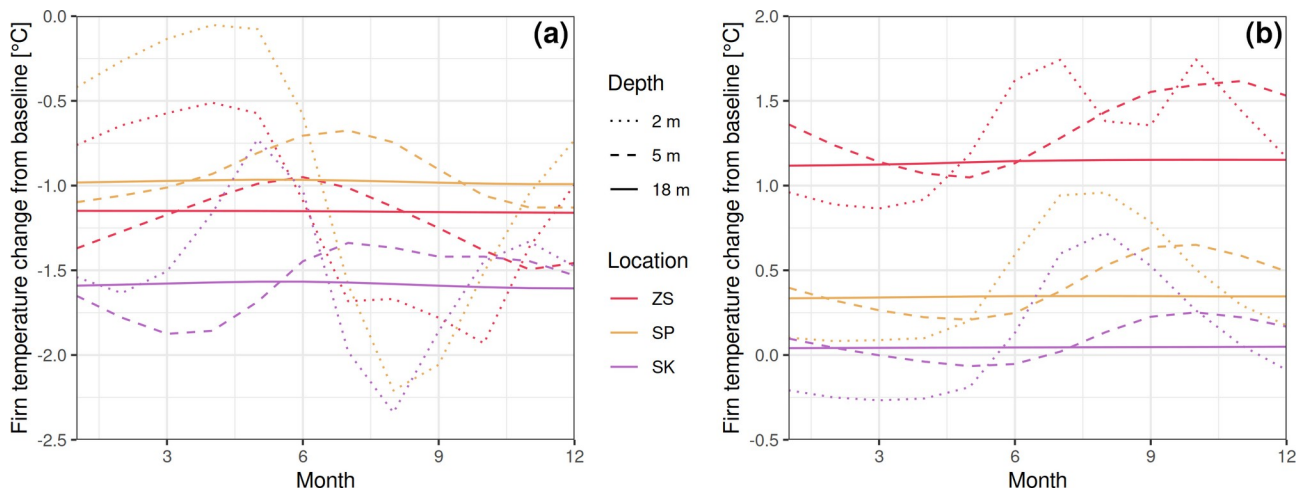 Firn temperature change from baseline [°C]
0.0
-0.5
-1.0
-1.5
-2.0
-2.5
(a)
3
6
9
12
Month
Depth
2 m
5 m
18 m
Location
ZS
SP
SK
Firn temperature change from baseline [°C]
2.0
1.5
1.0
0.5
0.0
-0.5
(b)
3
6
9
12
Month